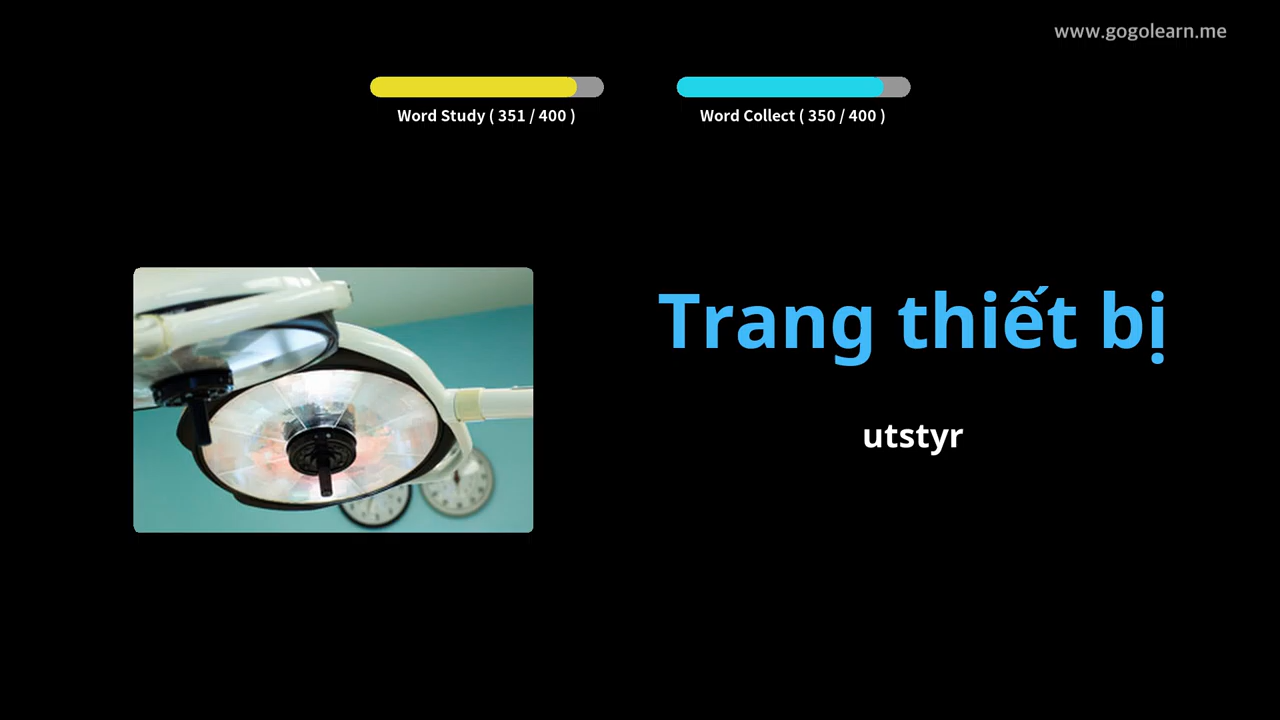 www.gogolearn.me
Word Study ( 351 / 400 )
Word Collect ( 350 / 400 )
Trang thiết bị
utstyr